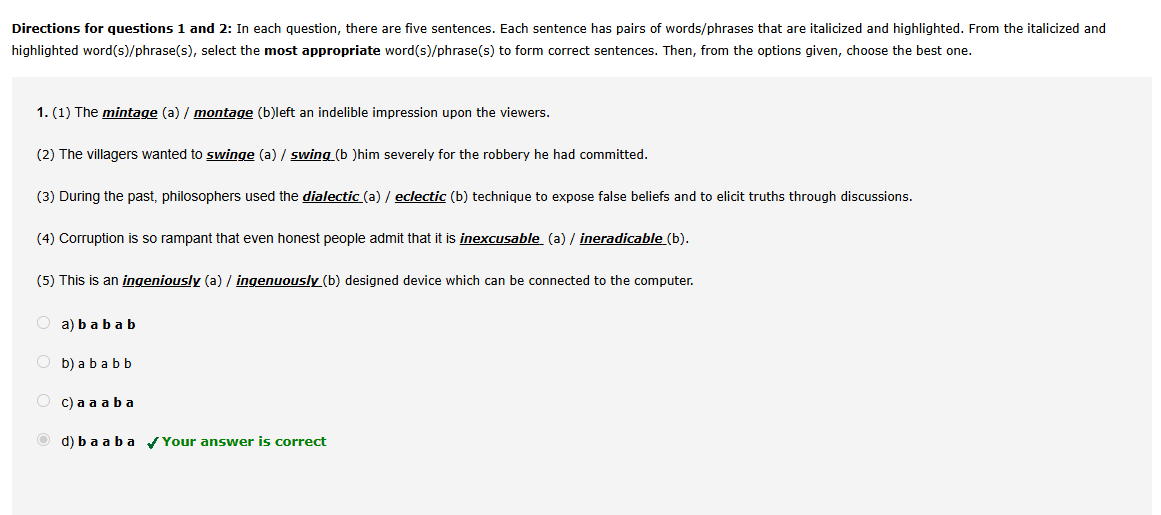 Directions for questions 1 and 2: In each question, there are five sentences. Each sentence has pairs of words/phrases that are italicized and highlighted. From the italicized and
highlighted word(s)/phrase(s), select the most appropriate word(s)/phrase(s) to form correct sentences. Then, from the options given, choose the best one.
1. (1) The mintage (a) / montage (b)left an indelible impression upon the viewers.
(2) The villagers wanted to swinge (a) / swing (b )him severely for the robbery he had committed.
(3) During the past, philosophers used the dialectic (a) / eclectic (b) technique to expose false beliefs and to elicit truths through discussions.
(4) Corruption is so rampant that even honest people admit that it is inexcusable  (a) / ineradicable (b).
(5) This is an ingeniously (a) / ingenuously (b) designed device which can be connected to the computer.
a) b a b a b
b) a b a b b
c) a a a b a
d) b a a b a ✓ Your answer is correct